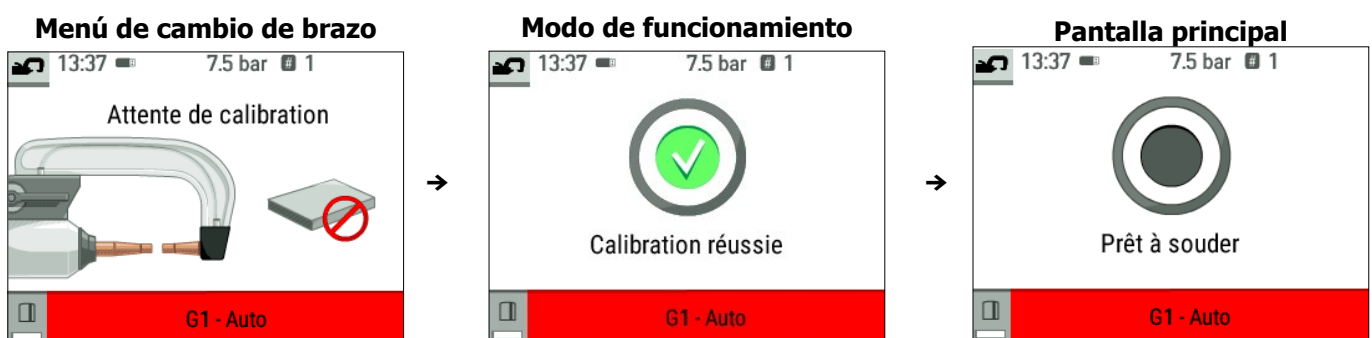 Menú de cambio de brazo
13:37 7.5 bar # 1
Attente de calibration
G1 - Auto
→
Modo de funcionamiento
13:37 7.5 bar # 1
Calibration réussie
G1 - Auto
→
Pantalla principal
13:37 7.5 bar # 1
Prêt à souder
G1 - Auto